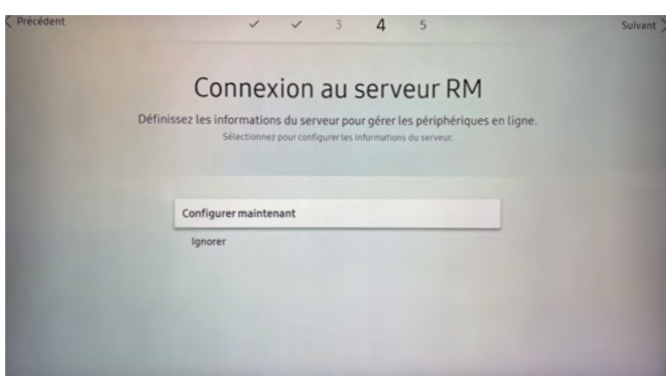 Précédent
3 4 5
Suivant
Connexion au serveur RM
Définissez les informations du serveur pour gérer les périphériques en ligne.
Sélectionnez pour configurer les informations du serveur.
Configurer maintenant
Ignorer